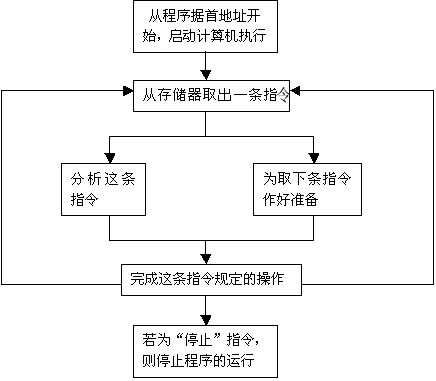 从程序据首地址开
始，启动计算机执行
从存储器取出一条指令
分析这条
指令
为取下条指令
作好准备
完成这条指令规定的操作
若为“停止”指令，
则停止程序的运行